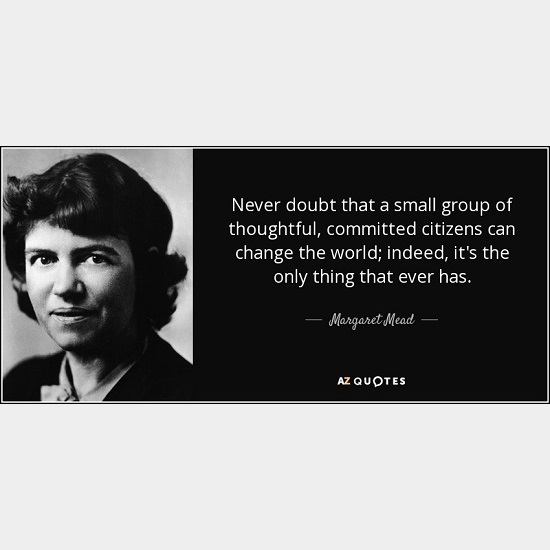 Never doubt that a small group of
thoughtful, committed citizens can
change the world; indeed, it's the
only thing that ever has.
Margaret Mead
AZ QUOTES